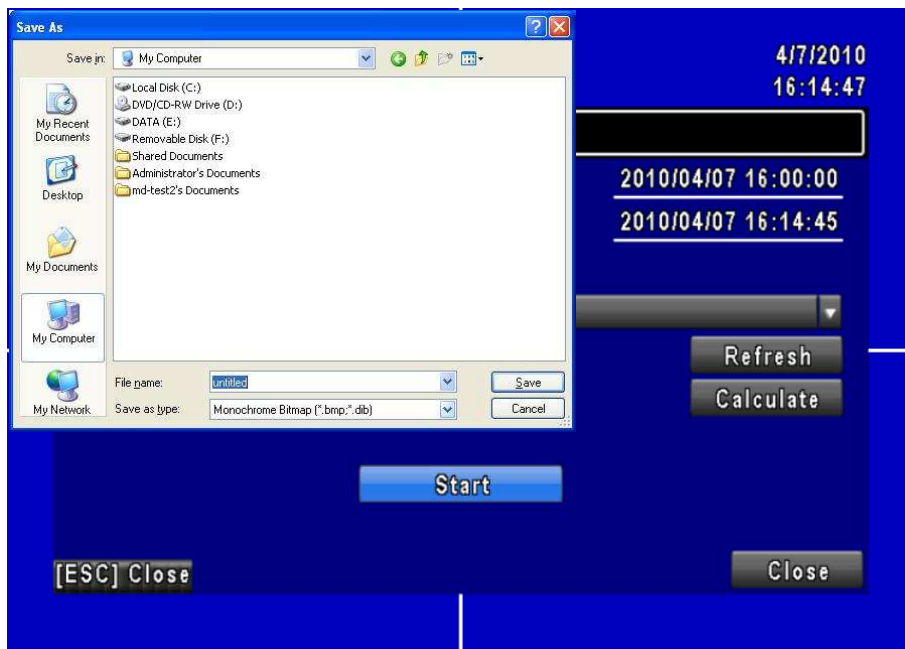 Save As
Save in:
My Computer
My Recent
Documents
Desktop
My Documents
My Computer
My Network
Local Disk (C:)
DVD/CD-RW Drive (D:)
DATA (E:)
Removable Disk (F:)
Shared Documents
Administrator's Documents
md-test2's Documents
File name:
untitled
Save
Save as type:
Monochrome Bitmap (*.bmp;*.dib)
Cancel
4/7/2010
16:14:47
2010/04/07 16:00:00
2010/04/07 16:14:45
Refresh
Calculate
Start
[ESC] Close
Close